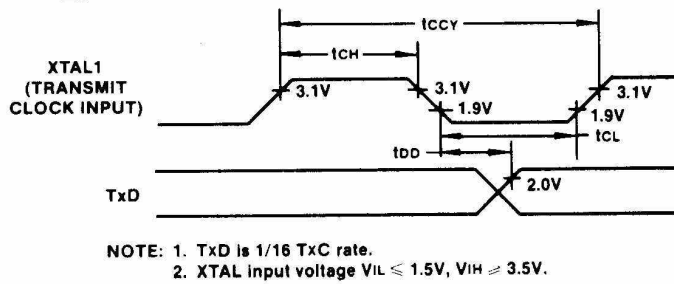 tCCY
tCH
XTAL1
(TRANSMIT
CLOCK INPUT)
3.1V
3.1V
3.1V
1.9V
1.9V
tCL
tDD
TxD
2.0V
NOTE: 1. TxD is 1/16 TxC rate.
2. XTAL input voltage VIL ≤ 1.5V, VIH ≥ 3.5V.